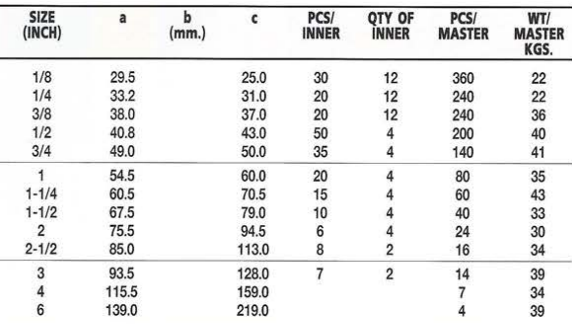 SIZE (INCH) a b (mm.) c PCS/ INNER QTY OF INNER PCS/ MASTER WT/ MASTER KGS.
1/8 29.5 25.0 30 12 360 22
1/4 33.2 31.0 20 12 240 22
3/8 38.0 37.0 20 12 240 36
1/2 40.8 43.0 50 4 200 40
3/4 49.0 50.0 35 4 140 41
1 54.5 60.0 20 4 80 35
1-1/4 60.5 70.5 15 4 60 43
1-1/2 67.5 79.0 10 4 40 33
2 75.5 94.5 6 4 24 30
2-1/2 85.0 113.0 8 2 16 34
3 93.5 128.0 7 2 14 39
4 115.5 159.0 7 34
6 139.0 219.0 4 39